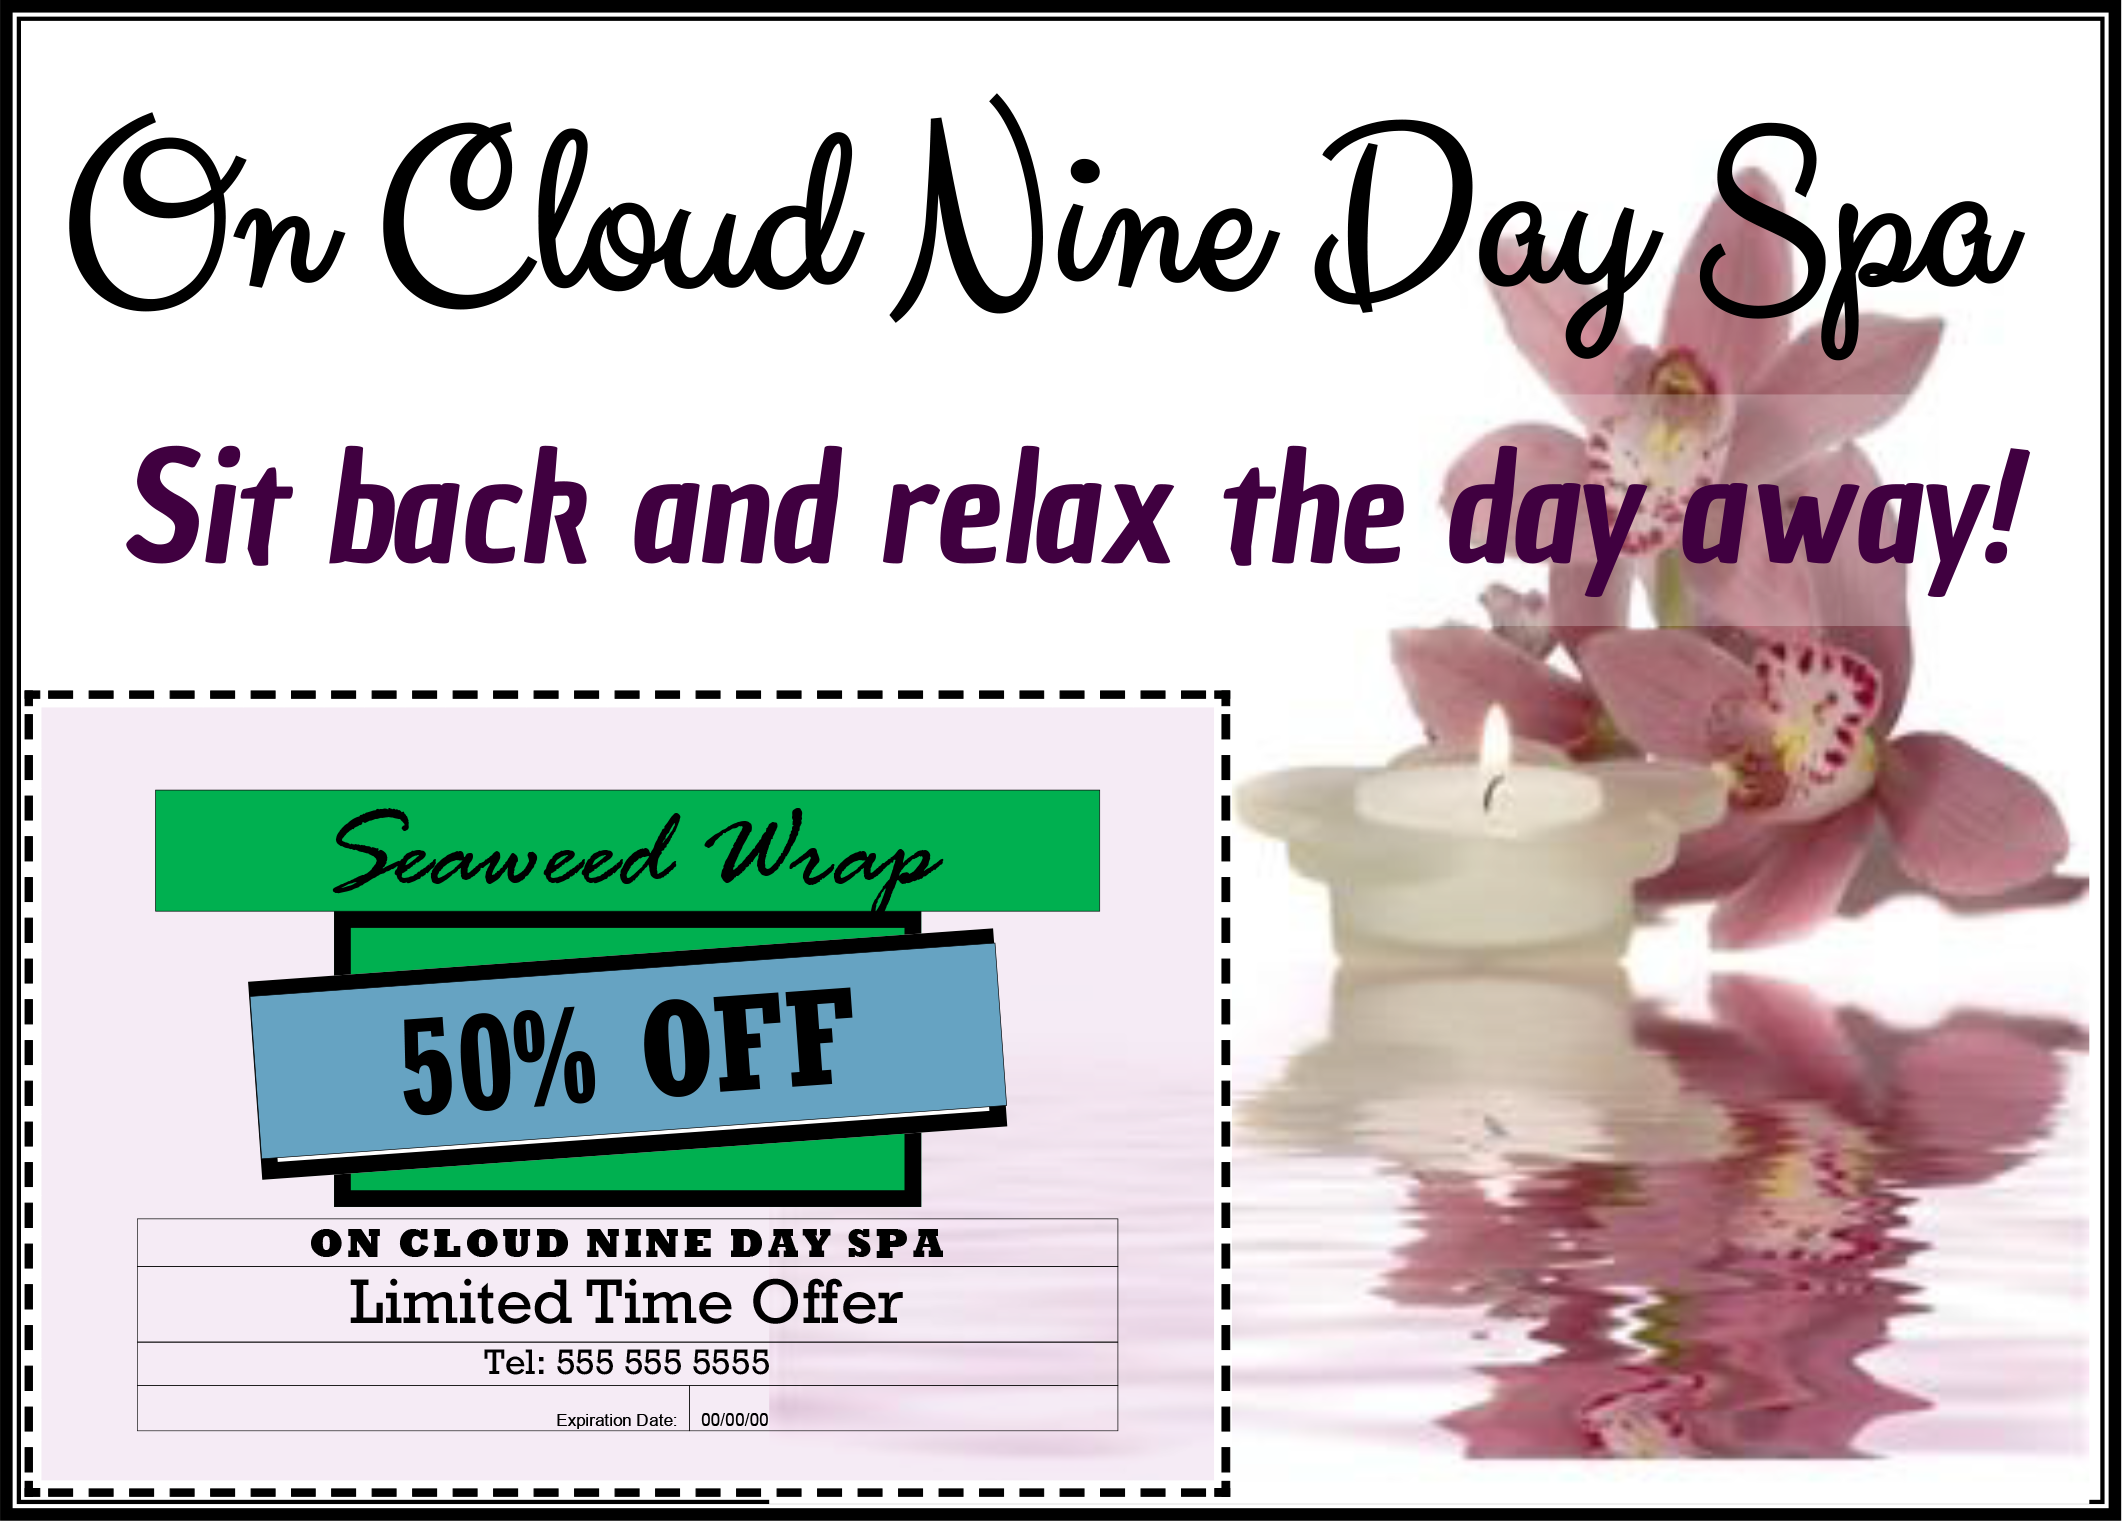 On Cloud Nine Day Spa
Sit back and relax the day away!
Seaweed Wrap
50% OFF
ON CLOUD NINE DAY SPA
Limited Time Offer
Tel: 555 555 5555
Expiration Date: 00/00/00